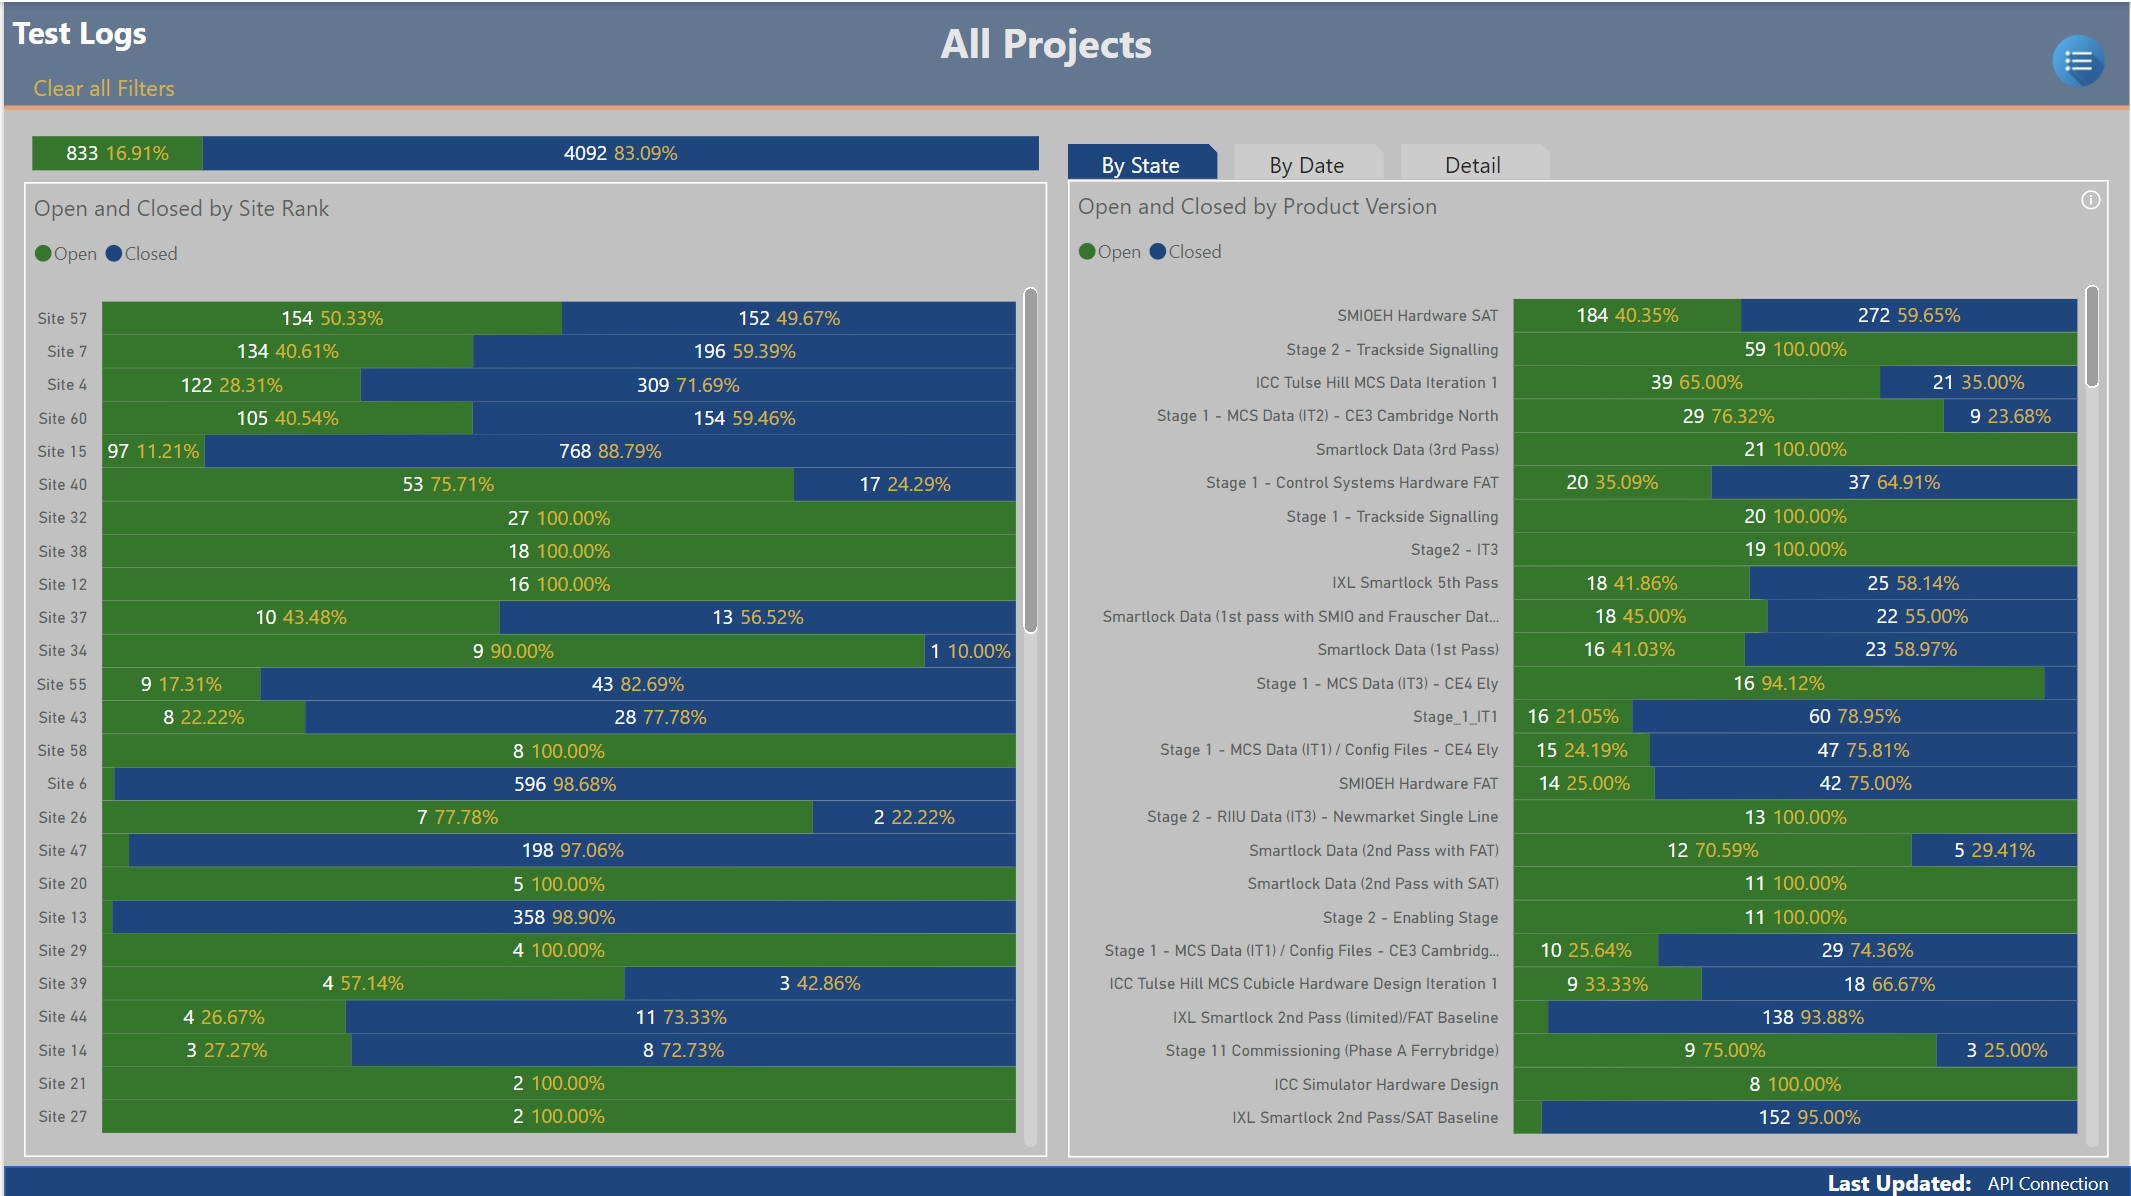 Test Logs
All Projects
Clear all Filters
833 16.91%
4092 83.09%
By State
By Date
Detail
Open and Closed by Site Rank
Open
Closed
Site 57 154 50.33% 152 49.67%
Site 7 134 40.61% 196 59.39%
Site 4 122 28.31% 309 71.69%
Site 60 105 40.54% 154 59.46%
Site 15 97 11.21% 768 88.79%
Site 40 53 75.71% 17 24.29%
Site 32 27 100.00%
Site 38 18 100.00%
Site 12 16 100.00%
Site 37 10 43.48% 13 56.52%
Site 34 9 90.00% 1 10.00%
Site 55 9 17.31% 43 82.69%
Site 43 8 22.22% 28 77.78%
Site 58 8 100.00%
Site 6 596 98.68%
Site 26 7 77.78% 2 22.22%
Site 47 198 97.06%
Site 20 5 100.00%
Site 13 358 98.90%
Site 29 4 100.00%
Site 39 4 57.14% 3 42.86%
Site 44 4 26.67% 11 73.33%
Site 14 3 27.27% 8 72.73%
Site 21 2 100.00%
Site 27 2 100.00%
Open and Closed by Product Version
Open
Closed
SMIOEH Hardware SAT 184 40.35% 272 59.65%
Stage 2 - Trackside Signalling 59 100.00%
ICC Tulse Hill MCS Data Iteration 1 39 65.00% 21 35.00%
Stage 1 - MCS Data (IT2) - CE3 Cambridge North 29 76.32% 9 23.68%
Smartlock Data (3rd Pass) 21 100.00%
Stage 1 - Control Systems Hardware FAT 20 35.09% 37 64.91%
Stage 1 - Trackside Signalling 20 100.00%
Stage2 - IT3 19 100.00%
IXL Smartlock 5th Pass 18 41.86% 25 58.14%
Smartlock Data (1st pass with SMIO and Frauscher Dat... 18 45.00% 22 55.00%
Smartlock Data (1st Pass) 16 41.03% 23 58.97%
Stage 1 - MCS Data (IT3) - CE4 Ely 16 94.12%
Stage_1_IT1 16 21.05% 60 78.95%
Stage 1 - MCS Data (IT1) / Config Files - CE4 Ely 15 24.19% 47 75.81%
SMIOEH Hardware FAT 14 25.00% 42 75.00%
Stage 2 - RIIU Data (IT3) - Newmarket Single Line 13 100.00%
Smartlock Data (2nd Pass with FAT) 12 70.59% 5 29.41%
Smartlock Data (2nd Pass with SAT) 11 100.00%
Stage 2 - Enabling Stage 11 100.00%
Stage 1 - MCS Data (IT1) / Config Files - CE3 Cambridg... 10 25.64% 29 74.36%
ICC Tulse Hill MCS Cubicle Hardware Design Iteration 1 9 33.33% 18 66.67%
IXL Smartlock 2nd Pass (limited)/FAT Baseline 138 93.88%
Stage 11 Commissioning (Phase A Ferrybridge) 9 75.00% 3 25.00%
ICC Simulator Hardware Design 8 100.00%
IXL Smartlock 2nd Pass/SAT Baseline 152 95.00%
Last Updated: API Connection